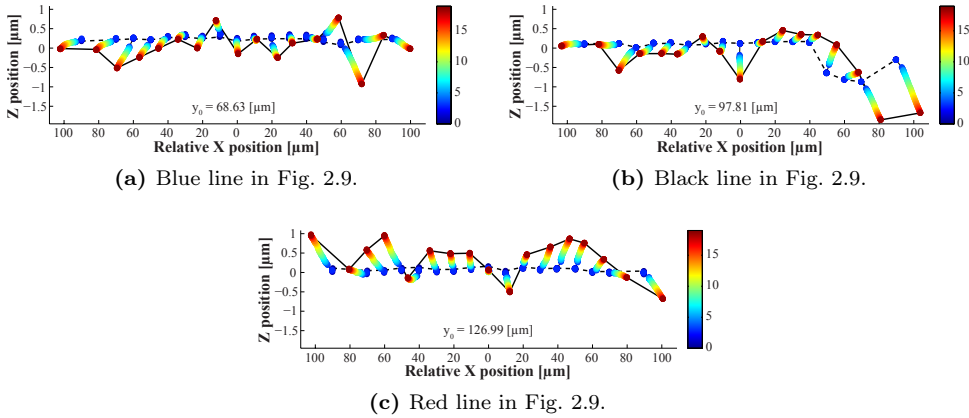 1
0.5
0
−0.5
−1
−1.5
Z position [µm]
y₀ = 68.63 [µm]
100 80 60 40 20 0 20 40 60 80 100
Relative X position [µm]
15
10
5
0
(a) Blue line in Fig. 2.9.
1
0.5
0
−0.5
−1
−1.5
Z position [µm]
y₀ = 97.81 [µm]
100 80 60 40 20 0 20 40 60 80 100
Relative X position [µm]
15
10
5
0
(b) Black line in Fig. 2.9.
1
0.5
0
−0.5
−1
−1.5
Z position [µm]
y₀ = 126.99 [µm]
100 80 60 40 20 0 20 40 60 80 100
Relative X position [µm]
15
10
5
0
(c) Red line in Fig. 2.9.